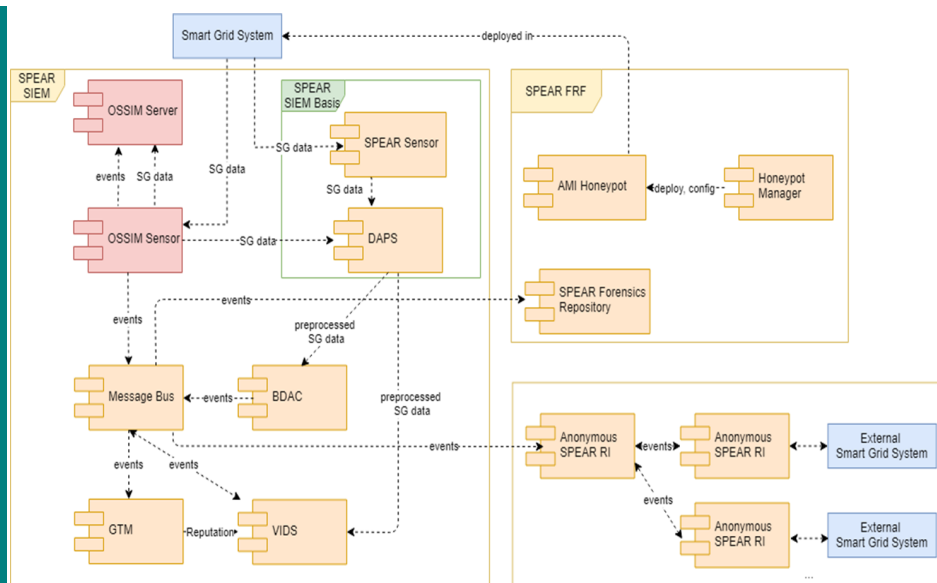 Smart Grid System
deployed in
SPEAR
SIEM
SPEAR
SIEM Basis
SPEAR FRF
OSSIM Server
SPEAR Sensor
SG data
events
SG data
SG data
SG data
AMI Honeypot
deploy, config
Honeypot
Manager
OSSIM Sensor
SG data
DAPS
events
events
SPEAR Forensics
Repository
preprocessed
SG data
Message Bus
events
BDAC
preprocessed
SG data
events
Anonymous
SPEAR RI
events
Anonymous
SPEAR RI
External
Smart Grid System
events
events
events
GTM
Reputation
VIDS
Anonymous
SPEAR RI
External
Smart Grid System
...